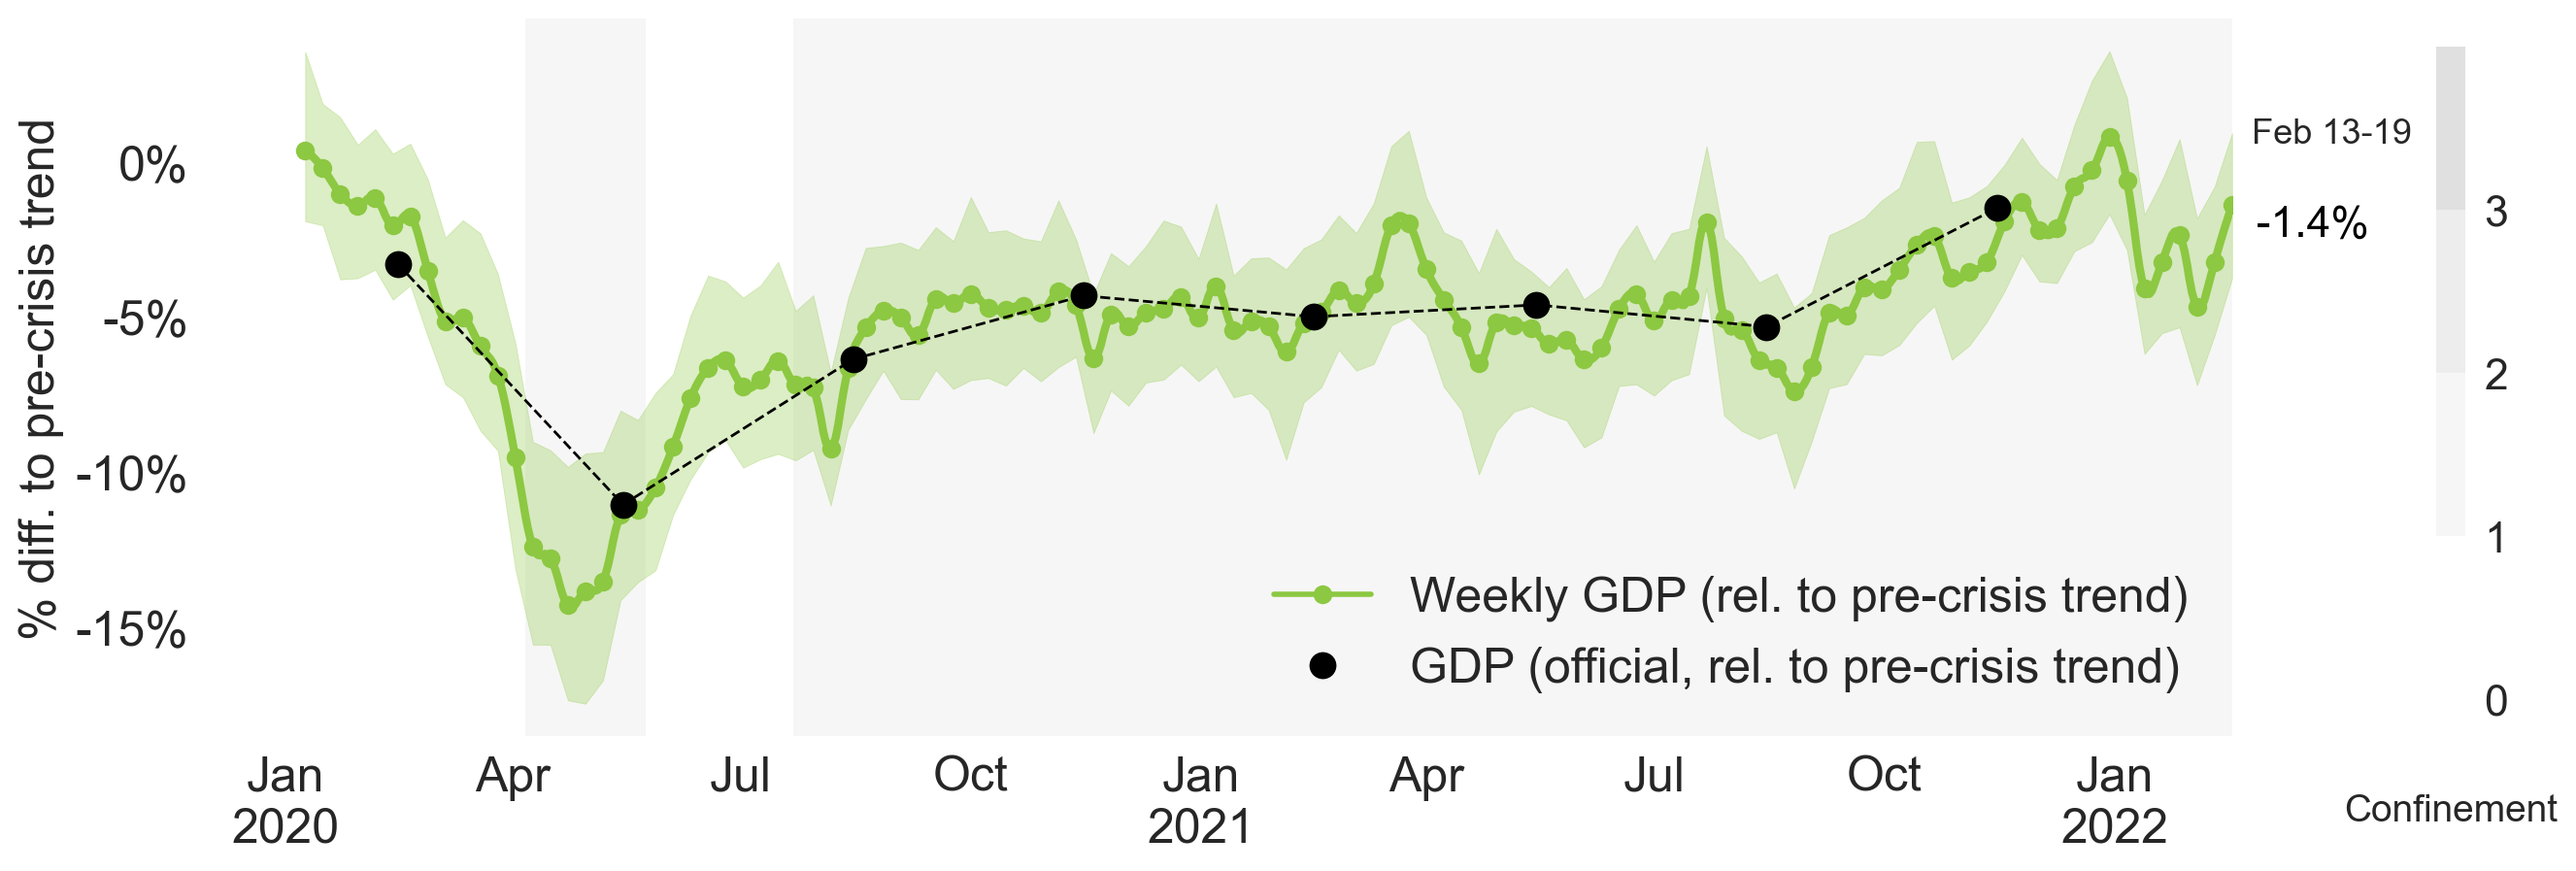 % diff. to pre-crisis trend
0%
-5%
-10%
-15%
Jan
2020
Apr
Jul
Oct
Jan
2021
Apr
Jul
Oct
Jan
2022
Weekly GDP (rel. to pre-crisis trend)
GDP (official, rel. to pre-crisis trend)
Feb 13-19
-1.4%
3
2
1
0
Confinement